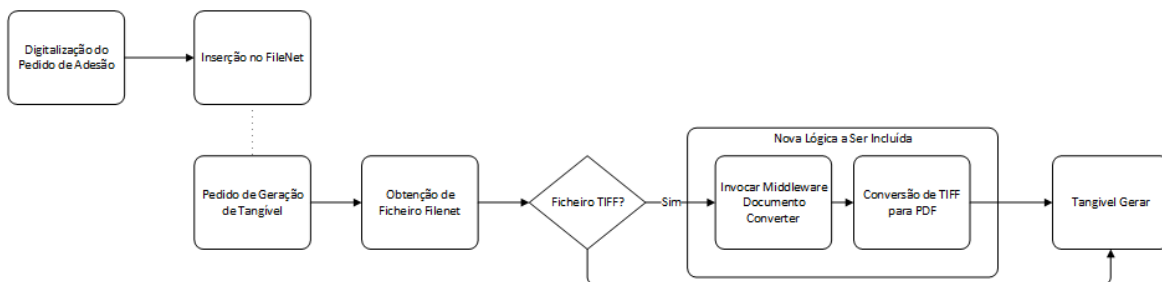 Digitalização do
Pedido de Adesão
Inserção no FileNet
Nova Lógica a Ser Incluída
Pedido de Geração
de Tangível
Obtenção de
Ficheiro Filenet
Ficheiro TIFF?
Sim
Invocar Middleware
Documento
Converter
Conversão de TIFF
para PDF
Tangivel Gerar